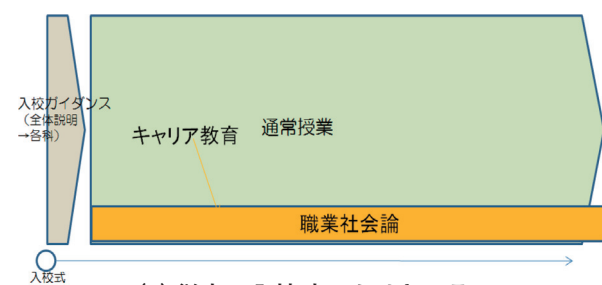 入校ガイダンス
（全体説明
→各科）
キャリア教育
通常授業
職業社会論
入校式